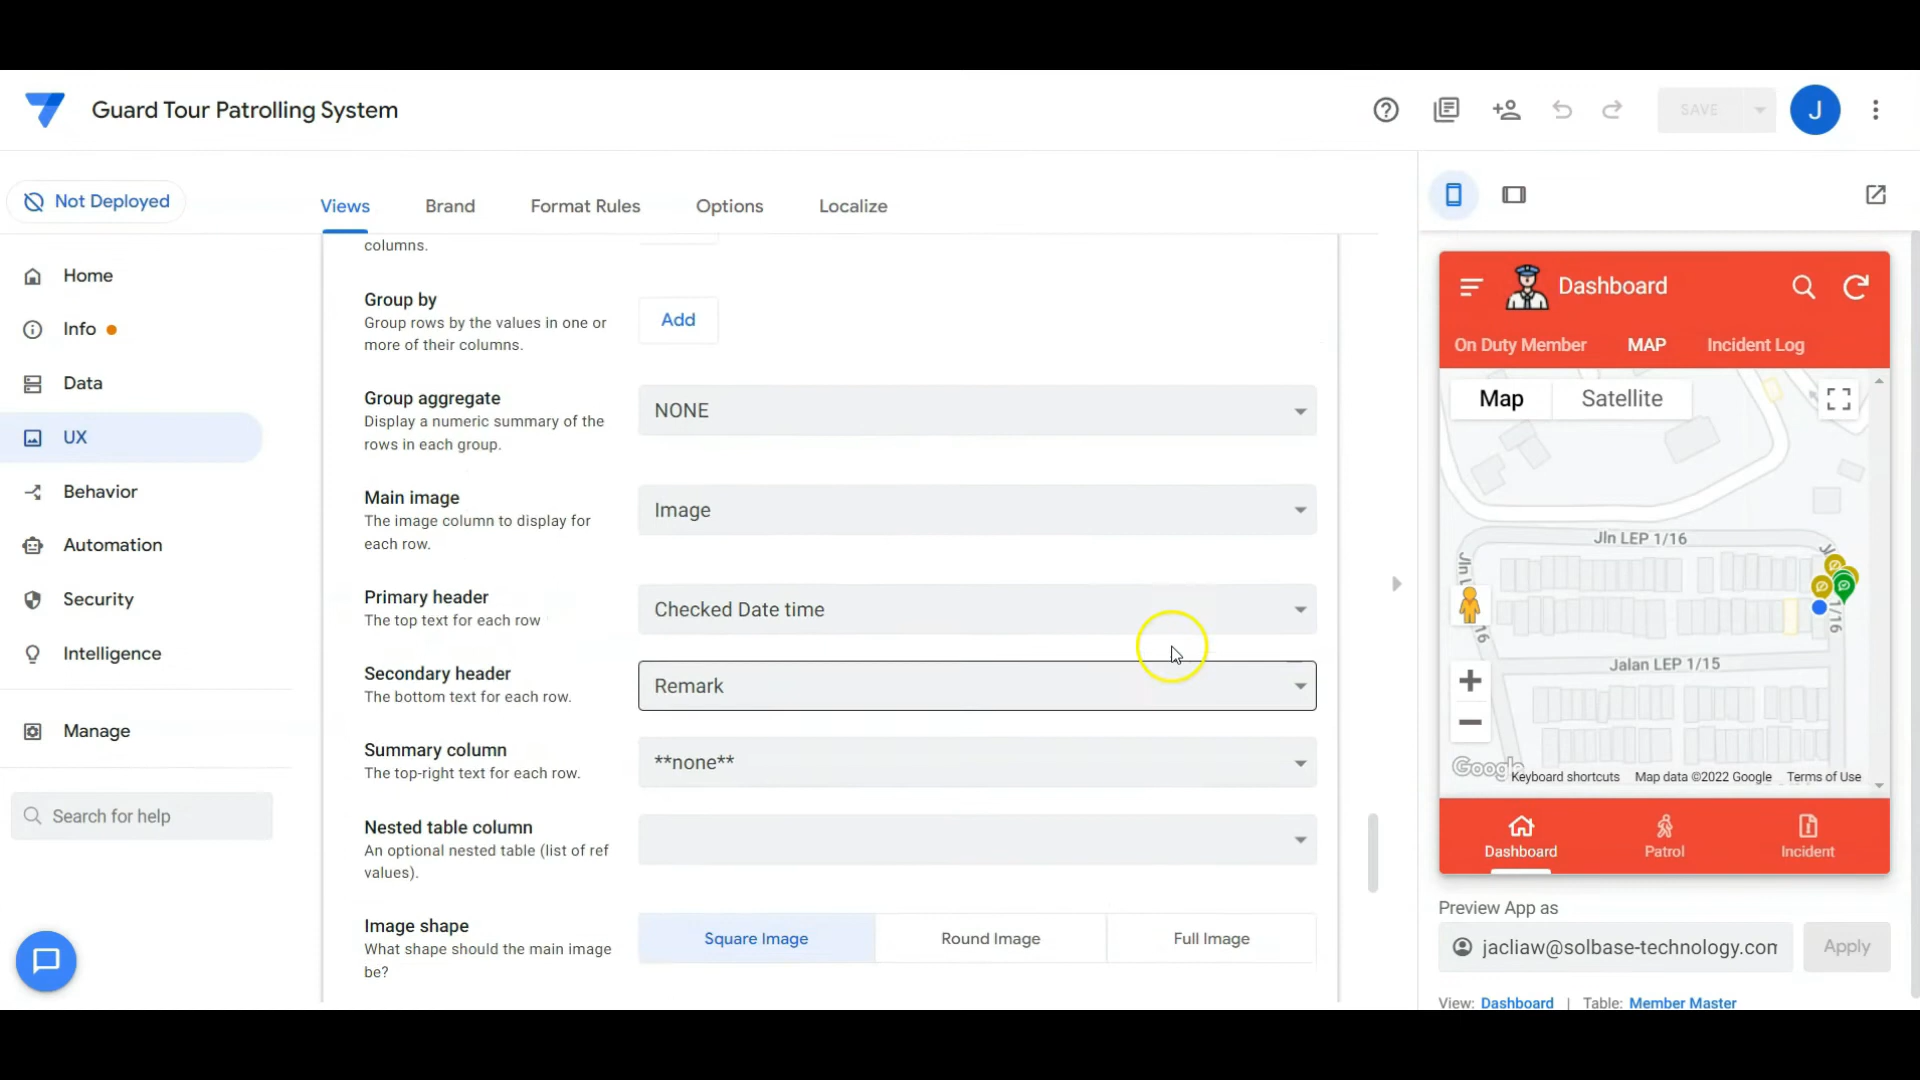 Guard Tour Patrolling System
SAVE
J
Not Deployed
Views
Brand
Format Rules
Options
Localize
Home
Info
Data
UX
Behavior
Automation
Security
Intelligence
Manage
Search for help
columns.
Group by
Group rows by the values in one or
more of their columns.
Add
Group aggregate
Display a numeric summary of the
rows in each group.
NONE
Main image
The image column to display for
each row.
Image
Primary header
The top text for each row
Checked Date time
Secondary header
The bottom text for each row.
Remark
Summary column
The top-right text for each row.
**none**
Nested table column
An optional nested table (list of ref
values).
Image shape
What shape should the main image
be?
Square Image
Round Image
Full Image
Dashboard
On Duty Member
MAP
Incident Log
Map
Satellite
Jln LEP 1/16
Jalan LEP 1/15
1/16
Google
Keyboard shortcuts
Map data ©2022 Google
Terms of Use
Dashboard
Patrol
Incident
Preview App as
jacliaw@solbase-technology.com
Apply
View: Dashboard | Table: Member Master